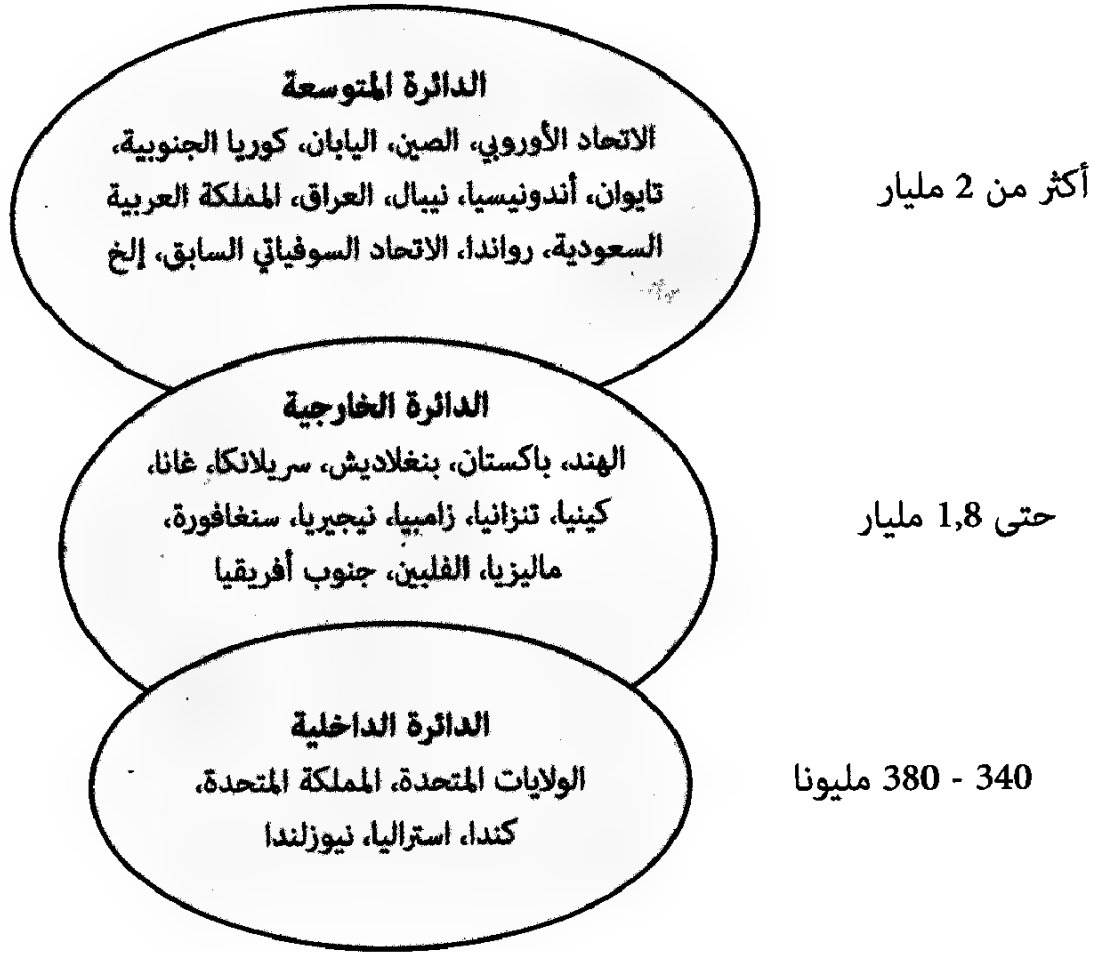 الدائرة المتوسعة
الاتحاد الأوروبي، الصين، اليابان، كوريا الجنوبية،
تايوان، أندونيسيا، نيبال، العراق، المملكة العربية
السعودية، رواندا، الاتحاد السوفياتي السابق، إلخ
أكثر من 2 مليار
الدائرة الخارجية
الهند، باكستان، بنغلاديش، سريلانكا، غانا،
كينيا، تنزانيا، زامبيا، نيجيريا، سنغافورة،
ماليزيا، الفلبين، جنوب أفريقيا
حتى 1,8 مليار
الدائرة الداخلية
الولايات المتحدة، المملكة المتحدة،
كندا، استراليا، نيوزلندا
340 - 380 مليونا